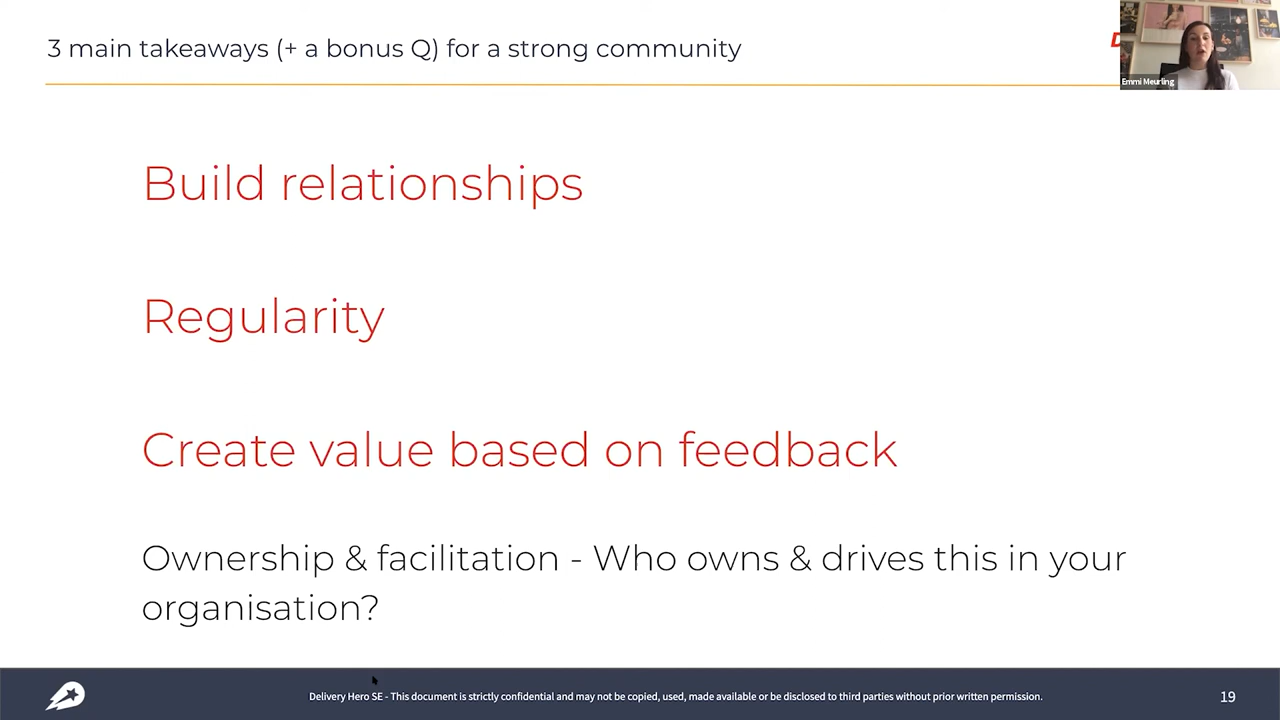 3 main takeaways (+ a bonus Q) for a strong community
D
Emmi Meurling
Build relationships
Regularity
Create value based on feedback
Ownership & facilitation - Who owns & drives this in your
organisation?
Delivery Hero SE - This document is strictly confidential and may not be copied, used, made available or be disclosed to third parties without prior written permission.
19